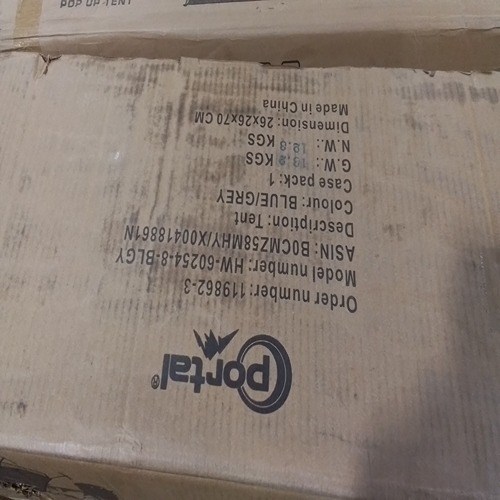 portal®
Order number: 119862-3
Model number: HW-60254-8-BLGY
ASIN: B0CMZ58MHY/X00418861N
Description: Tent
Colour: BLUE/GREY
Case pack: 1
G.W.: KGS
N.W.: KGS
Dimension: 26x26x70 CM
Made in China
POP UP TENT